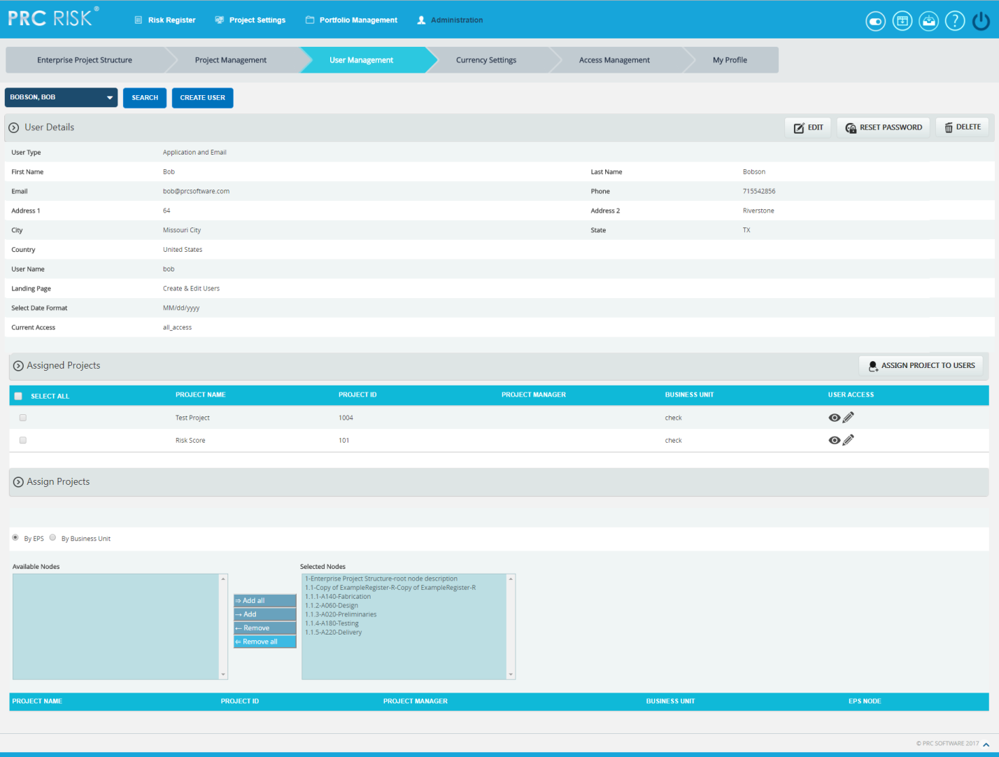 PRC RISK®
Risk Register Project Settings Portfolio Management Administration
?
Enterprise Project Structure Project Management User Management Currency Settings Access Management My Profile
BOBSON, BOB SEARCH CREATE USER
User Details EDIT RESET PASSWORD DELETE
User Type Application and Email
First Name Bob Last Name Bobson
Email bob@prcsoftware.com Phone 715542856
Address 1 64 Address 2 Riverstone
City Missouri City State TX
Country United States
User Name bob
Landing Page Create & Edit Users
Select Date Format MM/dd/yyyy
Current Access all_access
Assigned Projects ASSIGN PROJECT TO USERS
SELECT ALL PROJECT NAME PROJECT ID PROJECT MANAGER BUSINESS UNIT USER ACCESS
Test Project 1004 check
Risk Score 101 check
Assign Projects
By EPS By Business Unit
Available Nodes Selected Nodes
1-Enterprise Project Structure-root node description
1.1-Copy of ExampleRegister-R-Copy of ExampleRegister-R
1.1.1-A140-Fabrication
1.1.2-A060-Design
1.1.3-A020-Preliminaries
1.1.4-A180-Testing
1.1.5-A220-Delivery
⇒ Add all
→ Add
← Remove
⇐ Remove all
PROJECT NAME PROJECT ID PROJECT MANAGER BUSINESS UNIT EPS NODE
© PRC SOFTWARE 2017